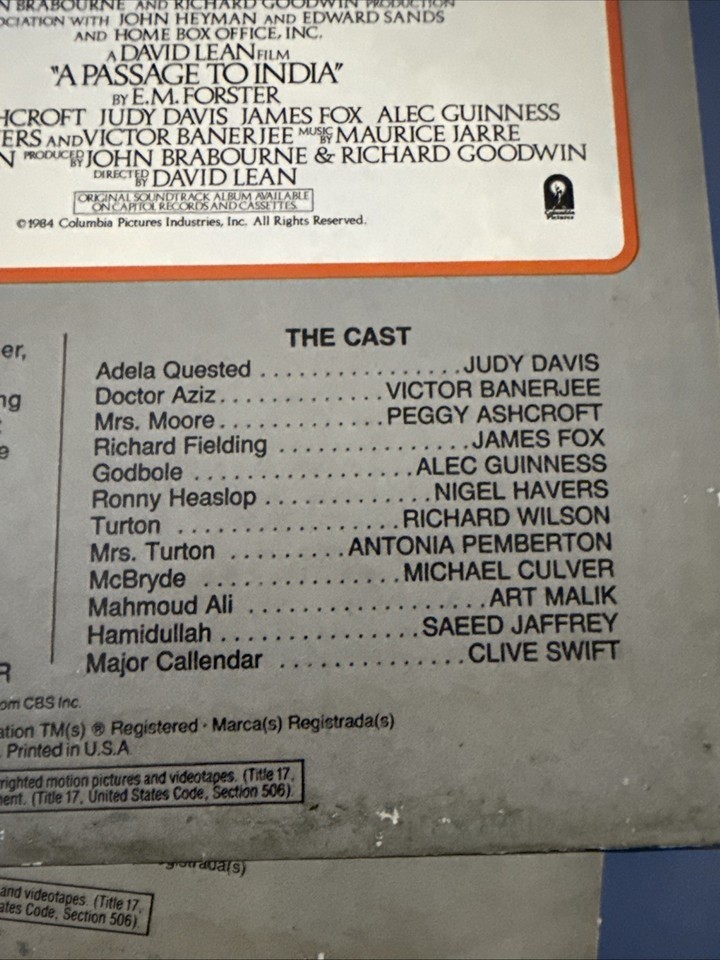 N BRABOURNE AND RICHARD GOODWIN PRODUCTION
OCIATION WITH JOHN HEYMAN AND EDWARD SANDS
AND HOME BOX OFFICE, INC.
A DAVID LEAN FILM
"A PASSAGE TO INDIA"
BY E.M. FORSTER
HCROFT JUDY DAVIS JAMES FOX ALEC GUINNESS
ERS AND VICTOR BANERJEE MUSIC BY MAURICE JARRE
N PRODUCED BY JOHN BRABOURNE & RICHARD GOODWIN
DIRECTED BY DAVID LEAN
ORIGINAL SOUNDTRACK ALBUM AVAILABLE
ON CAPITOL RECORDS AND CASSETTES.
©1984 Columbia Pictures Industries, Inc. All Rights Reserved.
Columbia
Pictures
er,
ng
e
THE CAST
Adela Quested ................JUDY DAVIS
Doctor Aziz..............VICTOR BANERJEE
Mrs. Moore.............PEGGY ASHCROFT
Richard Fielding ................JAMES FOX
Godbole ..................ALEC GUINNESS
Ronny Heaslop .............NIGEL HAVERS
Turton ..................RICHARD WILSON
Mrs. Turton .........ANTONIA PEMBERTON
McBryde ...............MICHAEL CULVER
Mahmoud Ali ...................ART MALIK
Hamidullah ................SAEED JAFFREY
Major Callendar ..............CLIVE SWIFT
R
om CBS Inc.
ation TM(s) ® Registered · Marca(s) Registrada(s)
. Printed in U.S.A
righted motion pictures and videotapes. (Title 17,
ment. (Title 17, United States Code, Section 506).
gistrada(s)
and videotapes. (Title 17,
ates Code, Section 506).